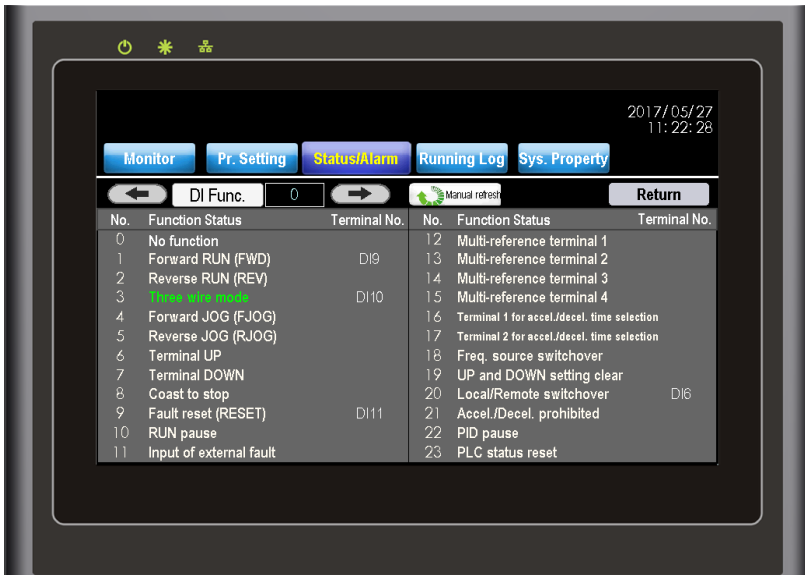 2017/05/27
11:22:28
Monitor Pr. Setting Status/Alarm Running Log Sys. Property
DI Func. 0 Manual refresh Return
No. Function Status Terminal No. No. Function Status Terminal No.
0 No function 12 Multi-reference terminal 1
1 Forward RUN (FWD) DI9 13 Multi-reference terminal 2
2 Reverse RUN (REV) 14 Multi-reference terminal 3
3 Three wire mode DI10 15 Multi-reference terminal 4
4 Forward JOG (FJOG) 16 Terminal 1 for accel./decel. time selection
5 Reverse JOG (RJOG) 17 Terminal 2 for accel./decel. time selection
6 Terminal UP 18 Freq. source switchover
7 Terminal DOWN 19 UP and DOWN setting clear
8 Coast to stop 20 Local/Remote switchover DI6
9 Fault reset (RESET) DI11 21 Accel./Decel. prohibited
10 RUN pause 22 PID pause
11 Input of external fault 23 PLC status reset